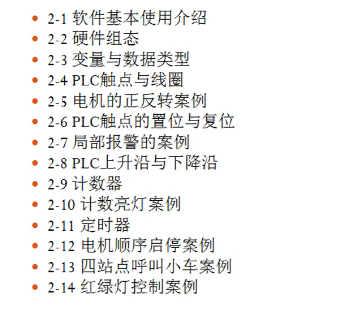 2-1 软件基本使用介绍
2-2 硬件组态
2-3 变量与数据类型
2-4 PLC触点与线圈
2-5 电机的正反转案例
2-6 PLC触点的置位与复位
2-7 局部报警的案例
2-8 PLC上升沿与下降沿
2-9 计数器
2-10 计数亮灯案例
2-11 定时器
2-12 电机顺序启停案例
2-13 四站点呼叫小车案例
2-14 红绿灯控制案例